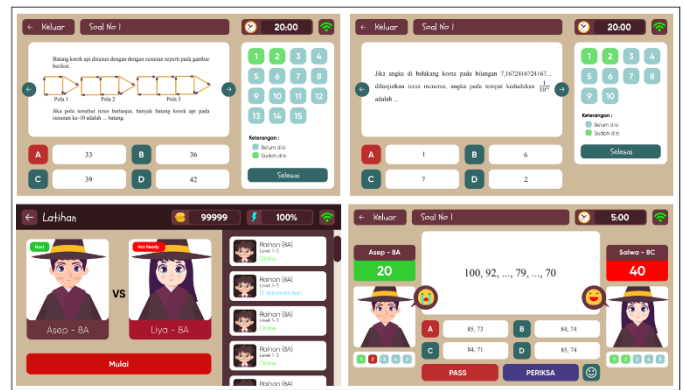 ← Keluar Soal No 1 20:00
Batang korek api disusun dengan dengan susunan seperti pada gambar
berikut.
Pola 1 Pola 2 Pola 3
Jika pola tersebut terus berlanjut, banyak batang korek api pada
susunan ke-10 adalah ... batang.
A 33 B 36
C 39 D 42
1 2 3 4
5 6 7 8
9 10 11 12
13 14 15
Keterangan :
Belum diisi
Sudah diisi
Selesai
← Keluar Soal No 1 20:00
Jika angka di belakang koma pada bilangan 7,1672416724167...
dilanjutkan terus menerus, angka pada tempat kedudukan
adalah ...
A 1 B 6
C 7 D 2
1 2 3 4
5 6 7 8
9 10
Keterangan :
Belum diisi
Sudah diisi
Selesai
← Latihan 99999 100%
Not Ready
VS
Asep - 8A
Liya - 8A
Mulai
Raihan (8A)
Level 1-3
Online
Raihan (8A)
Level 1-3
Raihan (8A)
Level 1-3
Online
Raihan (8A)
Level 1-3
Online
Raihan (8A)
← Keluar Soal No 1 5:00
Asep - 8A
20
Salwa - 8C
40
100, 92, ..., 79, ..., 70
A 85, 73 B 84, 74
C 84, 71 D 85, 74
1 2 3 4 5
1 2 3 4 5
PASS PERIKSA